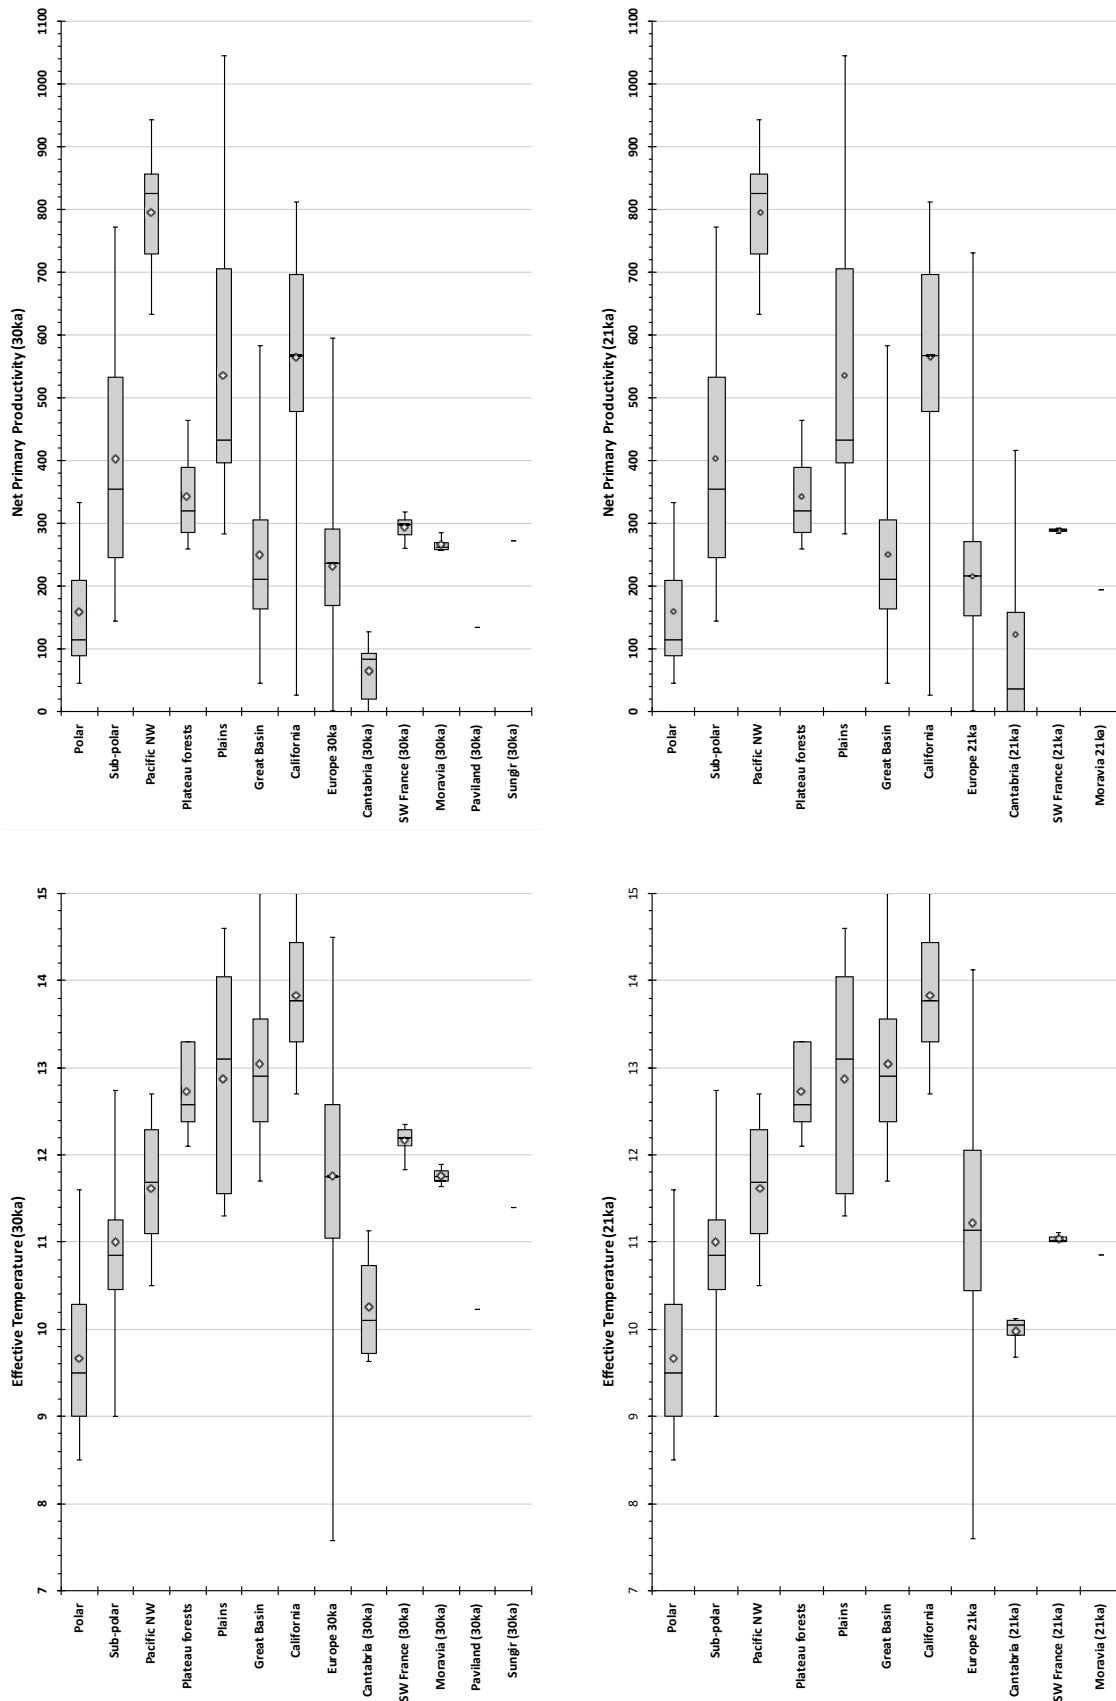 Net Primary Productivity (30ka)
1100
1000
900
800
700
600
500
400
300
200
100
0
Polar
Sub-polar
Pacific NW
Plateau forests
Plains
Great Basin
California
Europe 30ka
Cantabria (30ka)
SW France (30ka)
Moravia (30ka)
Paviland (30ka)
Sungir (30ka)
Net Primary Productivity (21ka)
1100
1000
900
800
700
600
500
400
300
200
100
0
Polar
Sub-polar
Pacific NW
Plateau forests
Plains
Great Basin
California
Europe 21ka
Cantabria (21ka)
SW France (21ka)
Moravia 21ka)
Effective Temperature (30ka)
15
14
13
12
11
10
9
8
7
Polar
Sub-polar
Pacific NW
Plateau forests
Plains
Great Basin
California
Europe 30ka
Cantabria (30ka)
SW France (30ka)
Moravia (30ka)
Paviland (30ka)
Sungir (30ka)
Effective Temperature (21ka)
15
14
13
12
11
10
9
8
7
Polar
Sub-polar
Pacific NW
Plateau forests
Plains
Great Basin
California
Europe 21ka
Cantabria (21ka)
SW France (21ka)
Moravia (21ka)